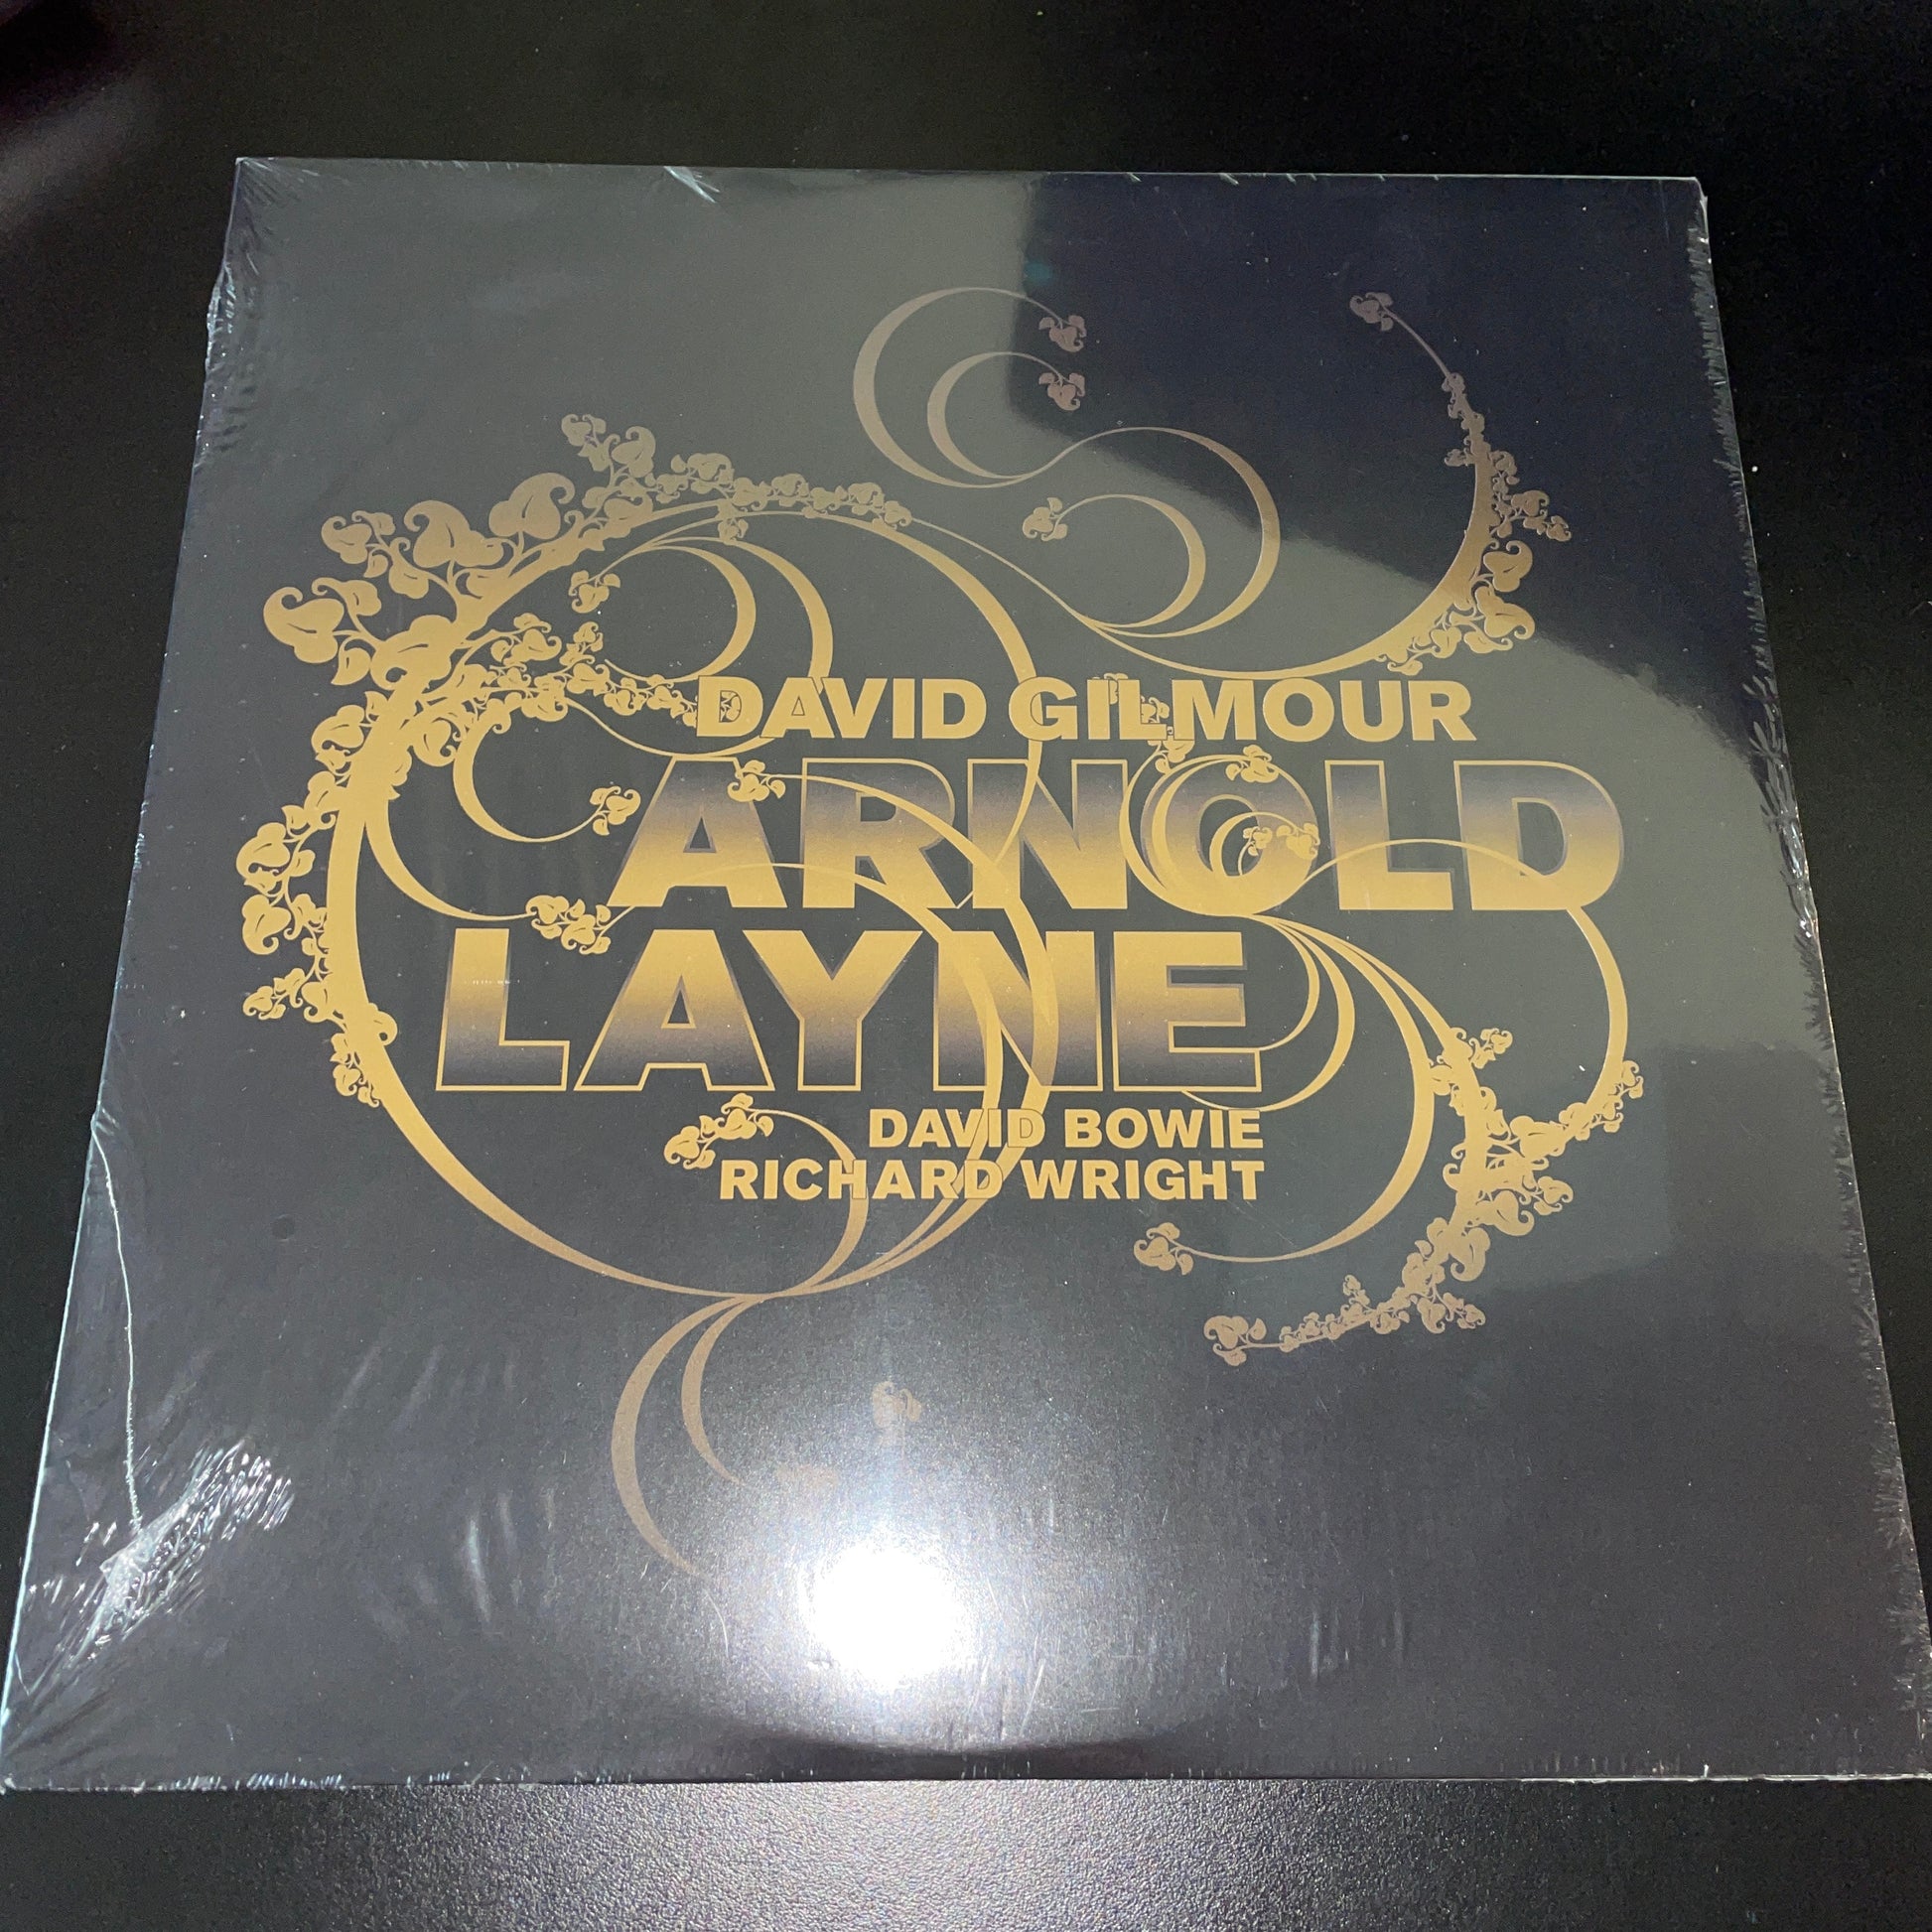 DAVID GILMOUR
ARNOLD
LAYNE
DAVID BOWIE
RICHARD WRIGHT